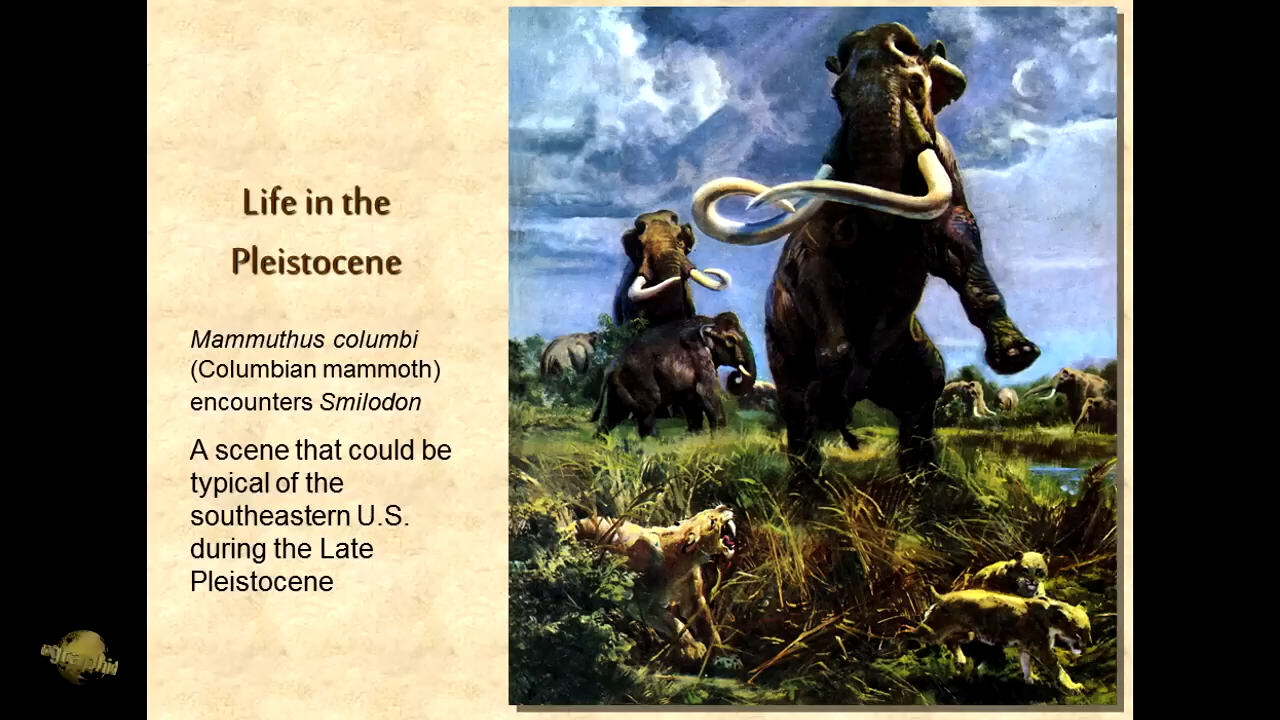 Life in the
Pleistocene
Mammuthus columbi
(Columbian mammoth)
encounters Smilodon
A scene that could be
typical of the
southeastern U.S.
during the Late
Pleistocene